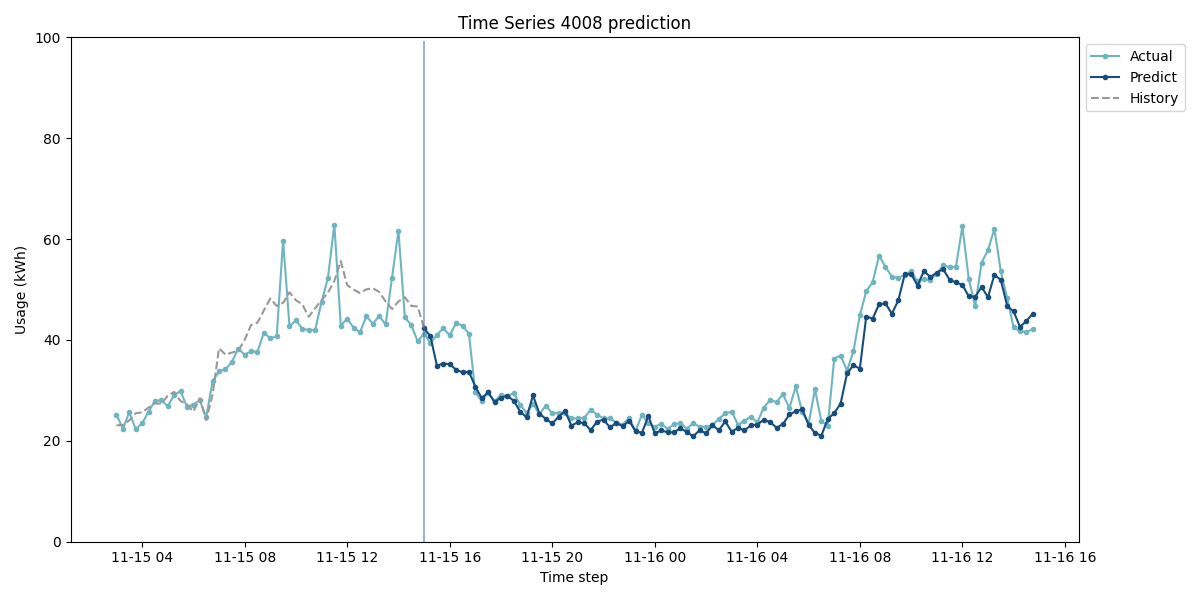 Time Series 4008 prediction
100
80
60
40
20
0
Usage (kWh)
11-15 04
11-15 08
11-15 12
11-15 16
11-15 20
11-16 00
11-16 04
11-16 08
11-16 12
11-16 16
Time step
Actual
Predict
History